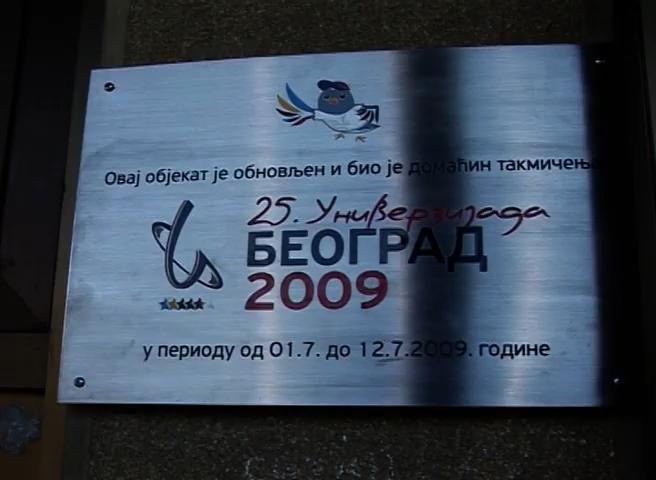 Овај објекат је обновљен и био је домаћин такмичења
25. Универзијада
БЕОГРАД
2009
у периоду од 01.7. до 12.7.2009. године